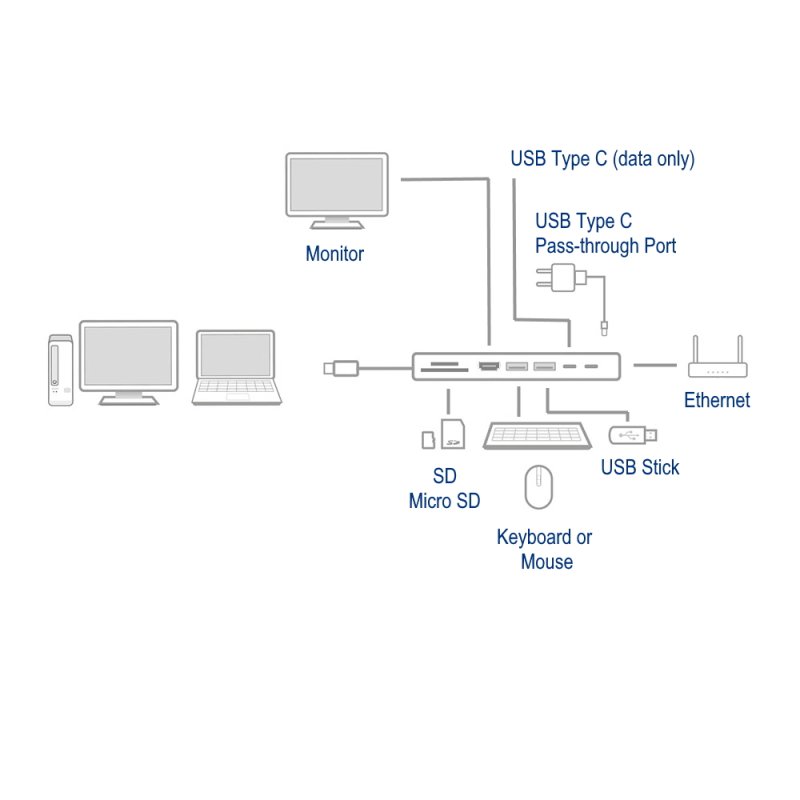 USB Type C (data only)
USB Type C
Pass-through Port
Monitor
Ethernet
SD
USB Stick
SD
Micro SD
Keyboard or
Mouse